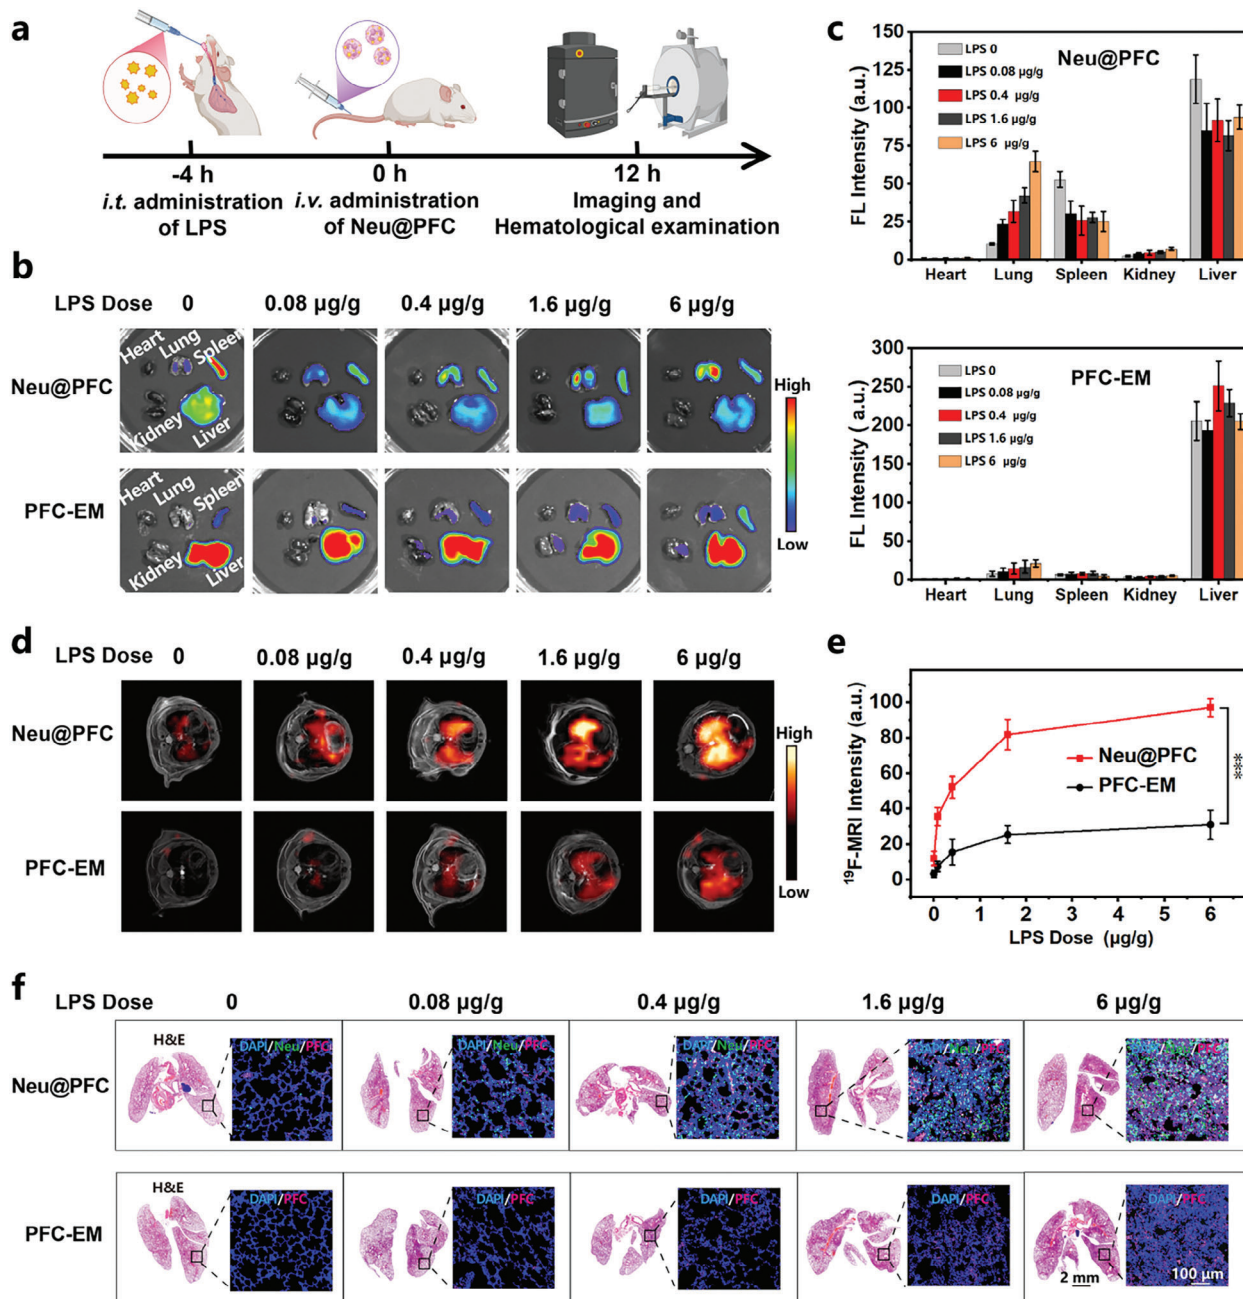 a
-4 h
0 h
12 h
i.t. administration
of LPS
i.v. administration
of Neu@PFC
Imaging and
Hematological examination
b
LPS Dose 0 0.08 µg/g 0.4 µg/g 1.6 µg/g 6 µg/g
Neu@PFC
Heart Lung Spleen
Kidney Liver
PFC-EM
Heart Lung Spleen
Kidney Liver
High
Low
c
Neu@PFC
LPS 0
LPS 0.08 µg/g
LPS 0.4 µg/g
LPS 1.6 µg/g
LPS 6 µg/g
FL Intensity (a.u.)
150
125
100
75
50
25
0
Heart Lung Spleen Kidney Liver
PFC-EM
LPS 0
LPS 0.08 µg/g
LPS 0.4 µg/g
LPS 1.6 µg/g
LPS 6 µg/g
FL Intensity (a.u.)
300
250
200
150
100
50
0
Heart Lung Spleen Kidney Liver
d
LPS Dose 0 0.08 µg/g 0.4 µg/g 1.6 µg/g 6 µg/g
Neu@PFC
PFC-EM
High
Low
e
¹⁹F-MRI Intensity (a.u.)
100
80
60
40
20
0
Neu@PFC
PFC-EM
***
0 1 2 3 4 5 6
LPS Dose (µg/g)
f
LPS Dose 0 0.08 µg/g 0.4 µg/g 1.6 µg/g 6 µg/g
Neu@PFC
H&E
DAPI/Neu/PFC
DAPI/Neu/PFC
DAPI/Neu/PFC
DAPI/Neu/PFC
DAPI/Neu/PFC
PFC-EM
H&E
DAPI/PFC
DAPI/PFC
DAPI/PFC
DAPI/PFC
DAPI/PFC
2 mm
100 µm